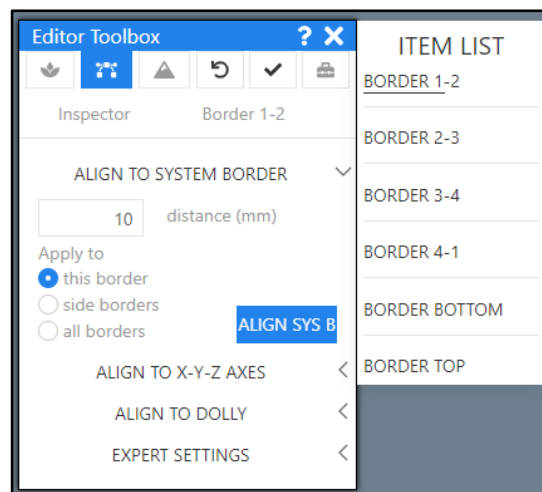 Editor Toolbox ? X
Inspector Border 1-2
ALIGN TO SYSTEM BORDER
10 distance (mm)
Apply to
this border
side borders
all borders
ALIGN SYS B
ALIGN TO X-Y-Z AXES
ALIGN TO DOLLY
EXPERT SETTINGS
ITEM LIST
BORDER 1-2
BORDER 2-3
BORDER 3-4
BORDER 4-1
BORDER BOTTOM
BORDER TOP